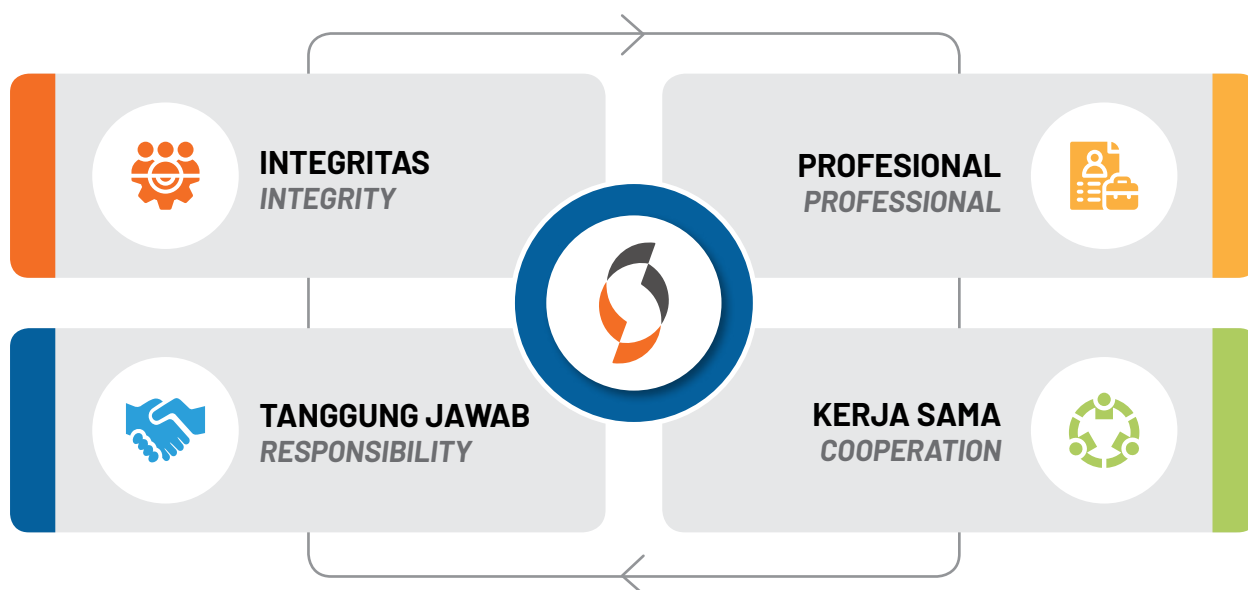 INTEGRITAS
INTEGRITY
PROFESIONAL
PROFESSIONAL
TANGGUNG JAWAB
RESPONSIBILITY
KERJA SAMA
COOPERATION